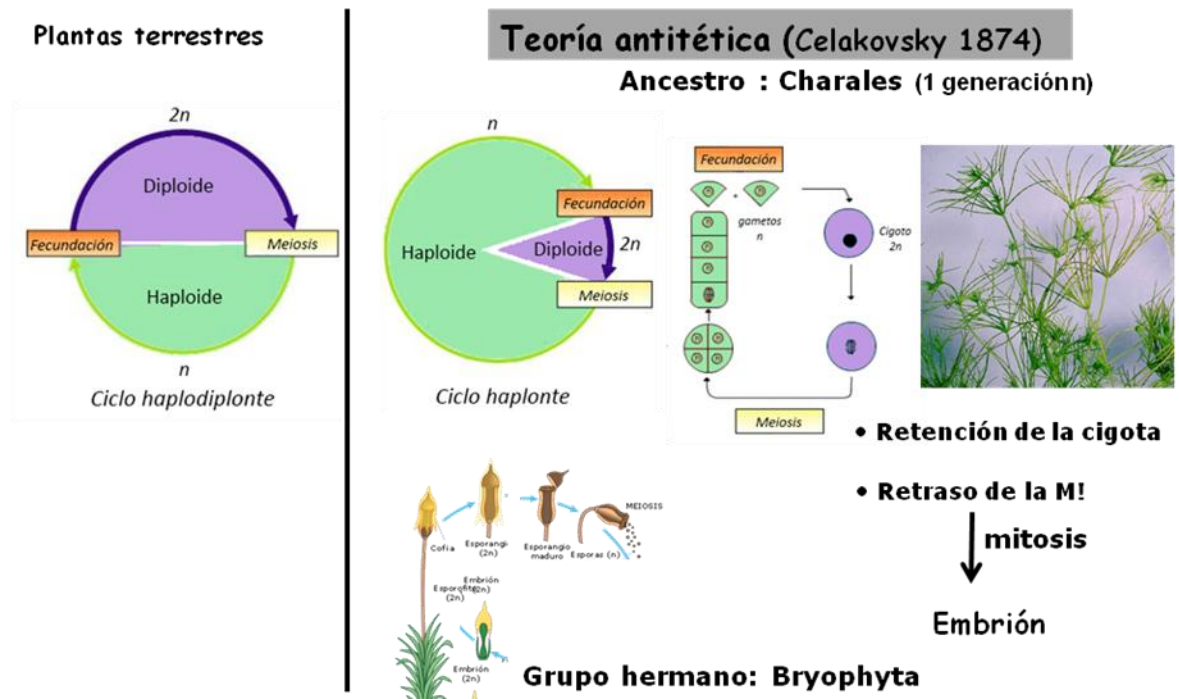 Plantas terrestres
2n
Diploide
Fecundación
Meiosis
Haploide
n
Ciclo haplodiplonte
Teoría antitética (Celakovsky 1874)
Ancestro : Charales (1 generaciónn)
n
Fecundación
Haploide
Diploide
2n
Meiosis
Ciclo haplonte
Fecundación
+
gametos
n
Cigoto
2n
Meiosis
• Retención de la cigota
• Retraso de la M!
mitosis
Embrión
Cofia
Esporangi
(2n)
Esporangio
maduro
MEIOSIS
Esporas (n)
Esporofito
(2n)
Embrión
(2n)
Embrión
(2n)
Grupo hermano: Bryophyta